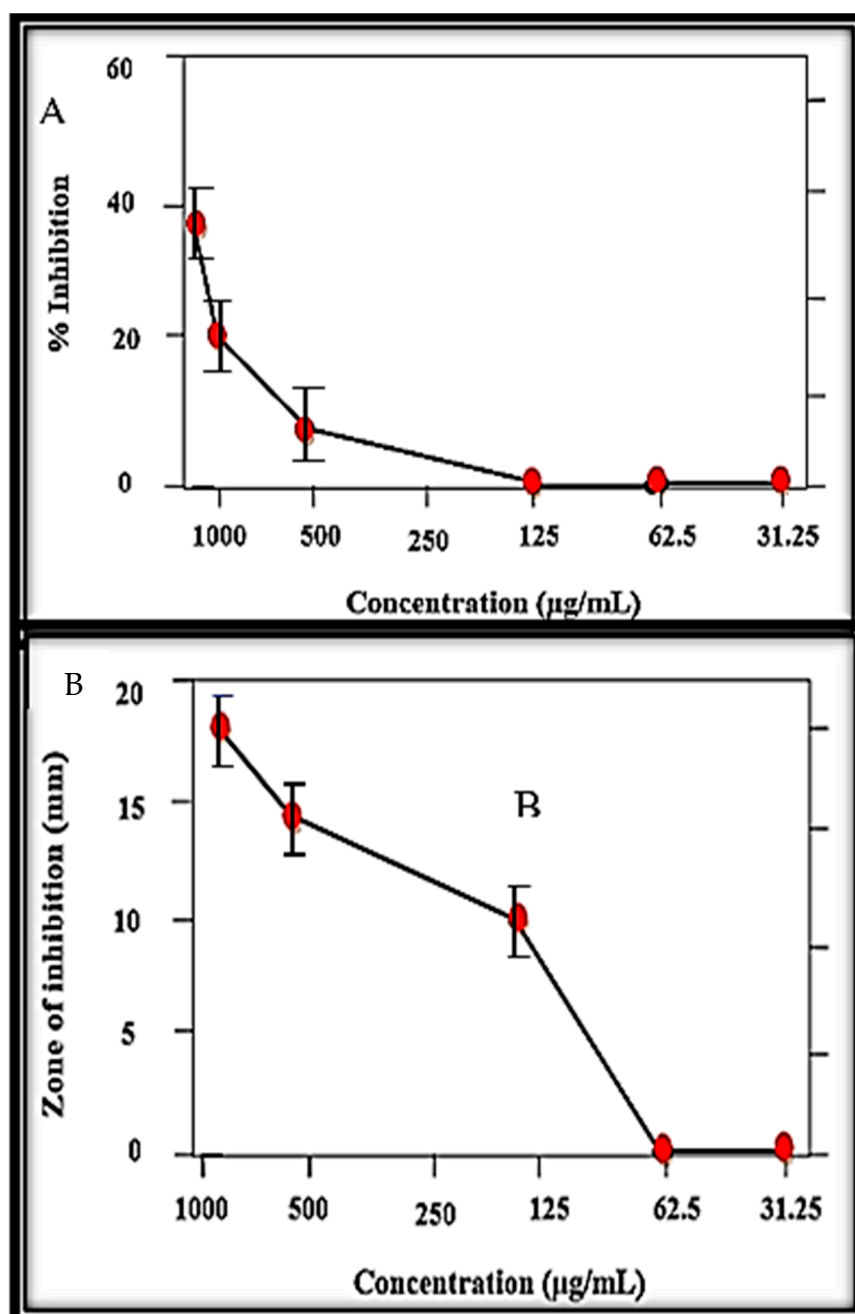 A
% Inhibition
60
40
20
0
1000 500 250 125 62.5 31.25
Concentration (µg/mL)
B
Zone of inhibition (mm)
20
15
B
10
5
0
1000 500 250 125 62.5 31.25
Concentration (µg/mL)